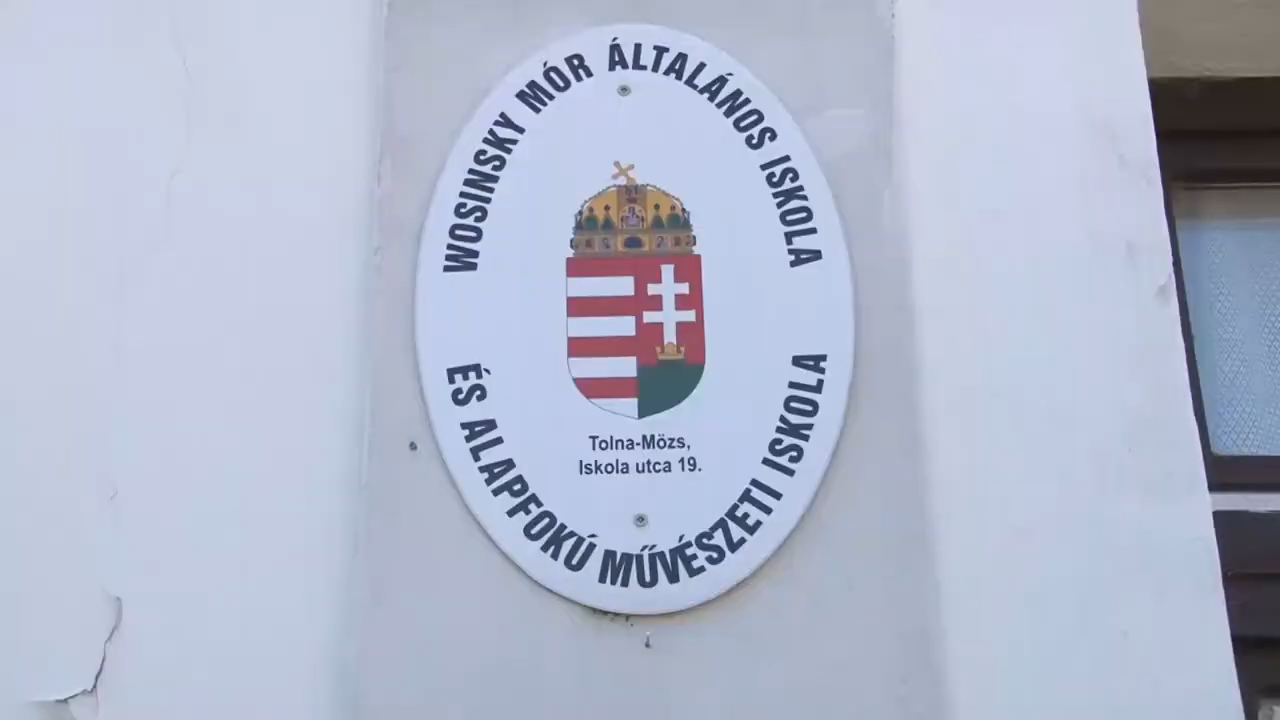 WOSINSKY MÓR ÁLTALÁNOS ISKOLA
ÉS ALAPFOKÚ MŰVÉSZETI ISKOLA
Tolna-Mözs,
Iskola utca 19.